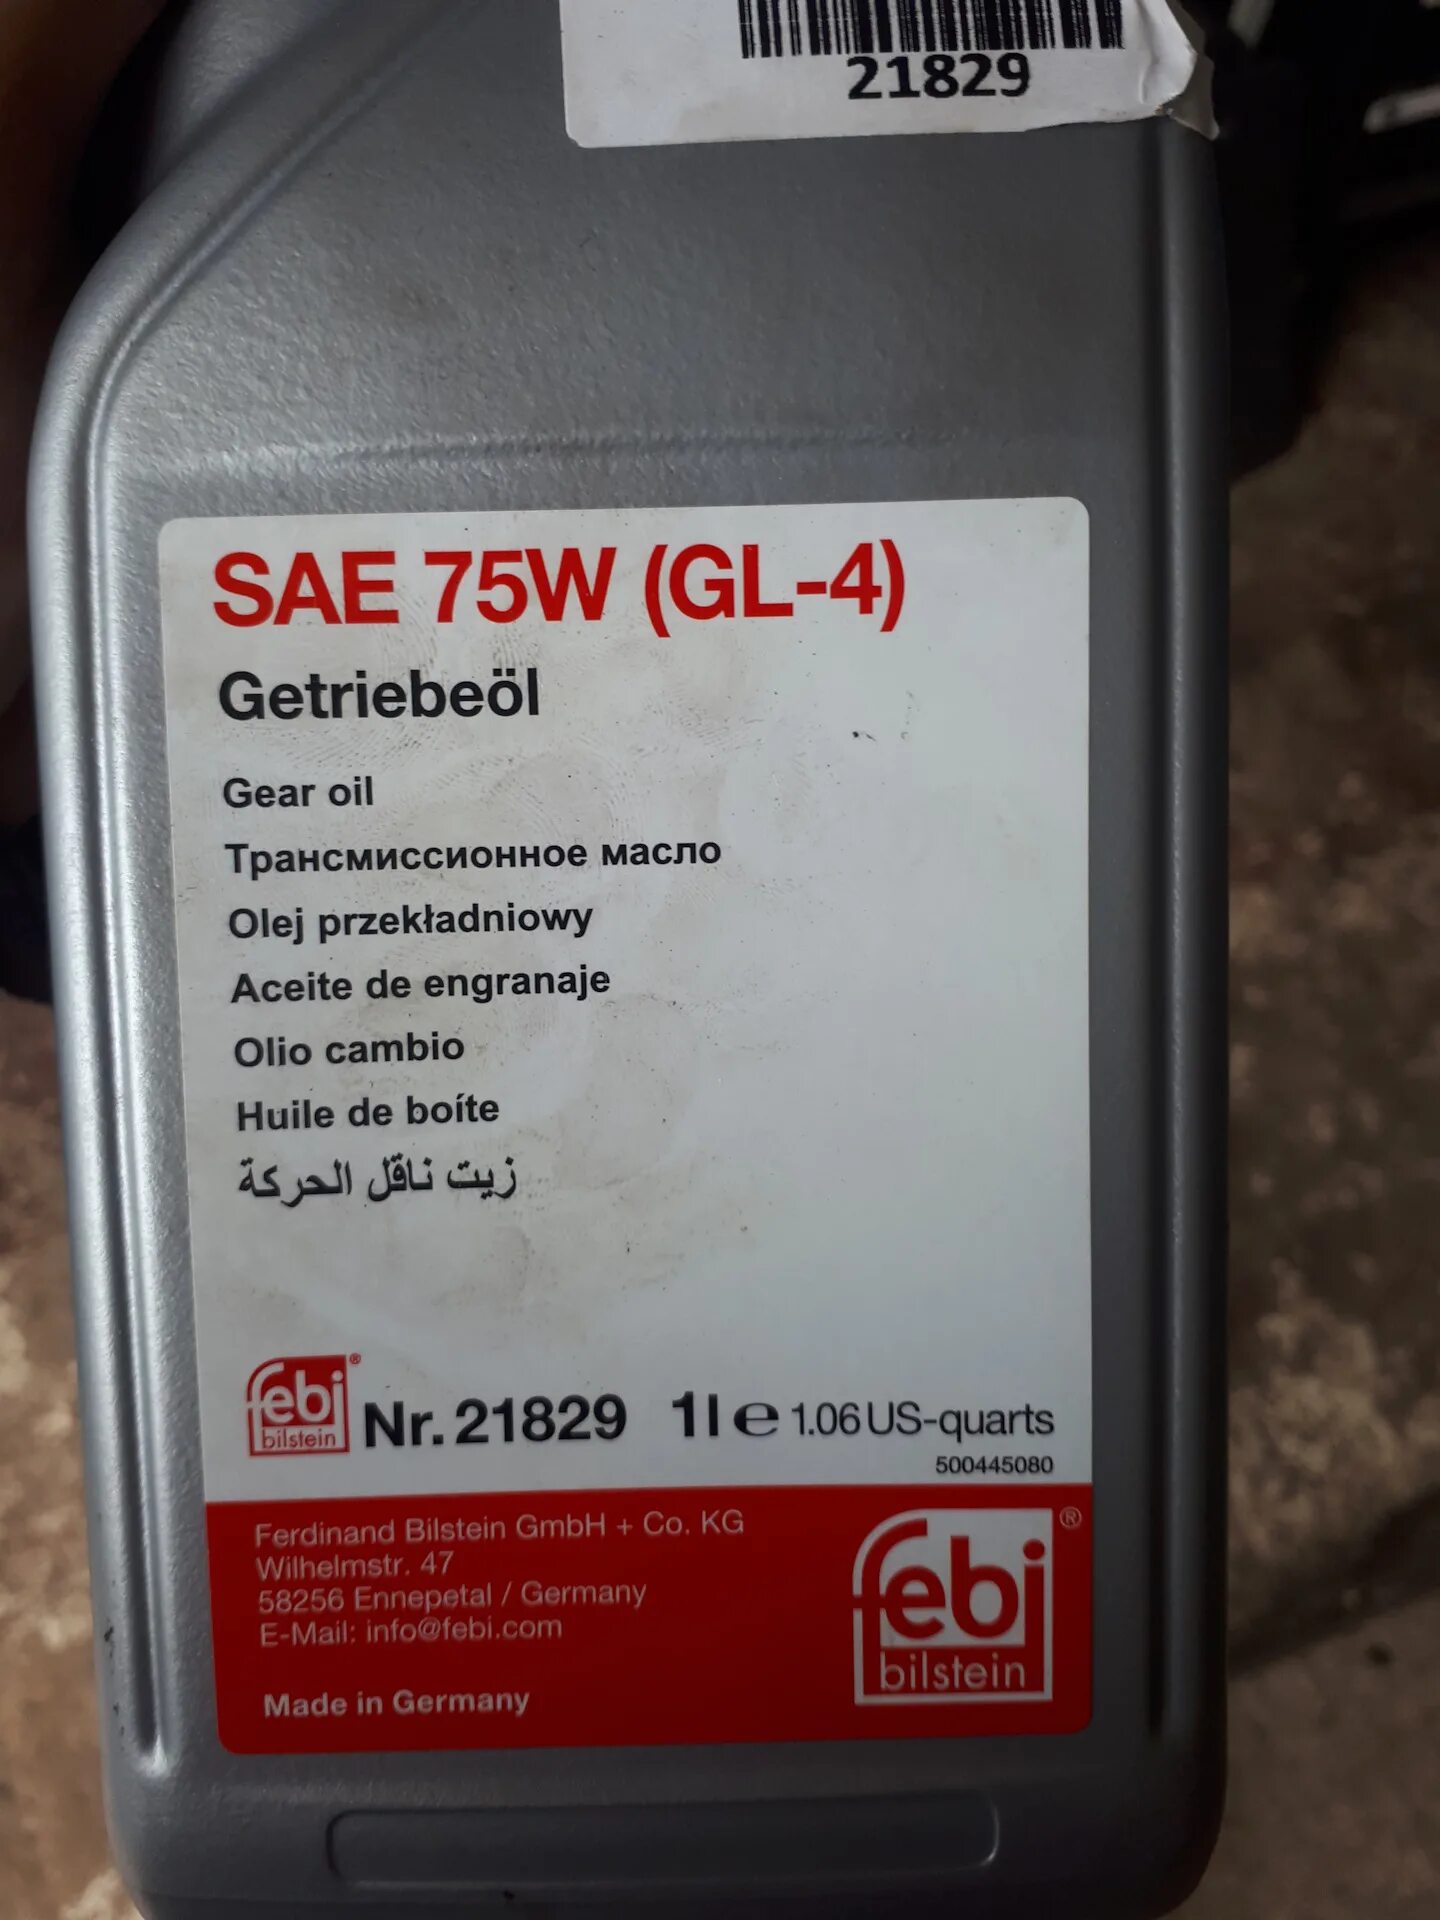 21829
SAE 75W (GL-4)
Getriebeöl
Gear oil
Трансмиссионное масло
Olej przekładniowy
Aceite de engranaje
Olio cambio
Huile de boíte
زيت ناقل الحركة
febi® bilstein Nr. 21829 1l e 1.06 US-quarts
500445080
Ferdinand Bilstein GmbH + Co. KG
Wilhelmstr. 47
58256 Ennepetal / Germany
E-Mail: info@febi.com
Made in Germany
febi®
bilstein